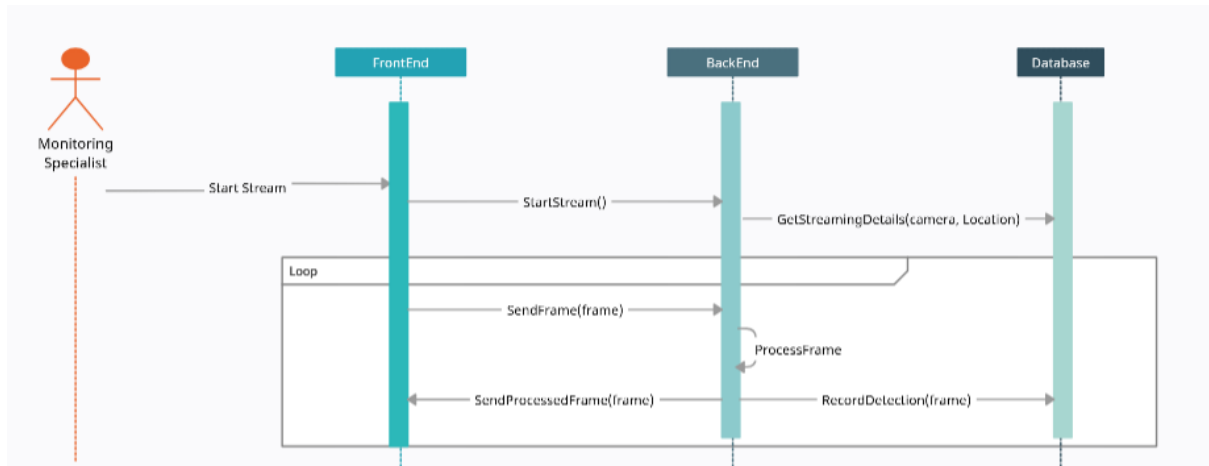 FrontEnd
BackEnd
Database
Monitoring
Specialist
Start Stream
StartStream()
GetStreamingDetails(camera, Location)
Loop
SendFrame(frame)
ProcessFrame
SendProcessedFrame(frame)
RecordDetection(frame)